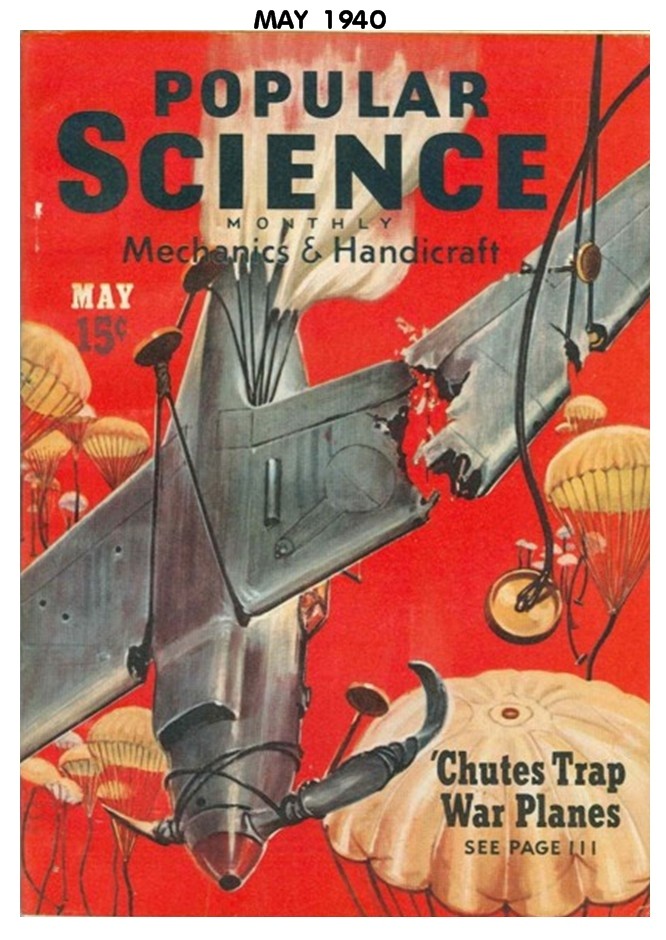 MAY 1940
POPULAR
SCIENCE
MONTHLY
Mechanics & Handicraft
MAY
15¢
'Chutes Trap
War Planes
SEE PAGE 111